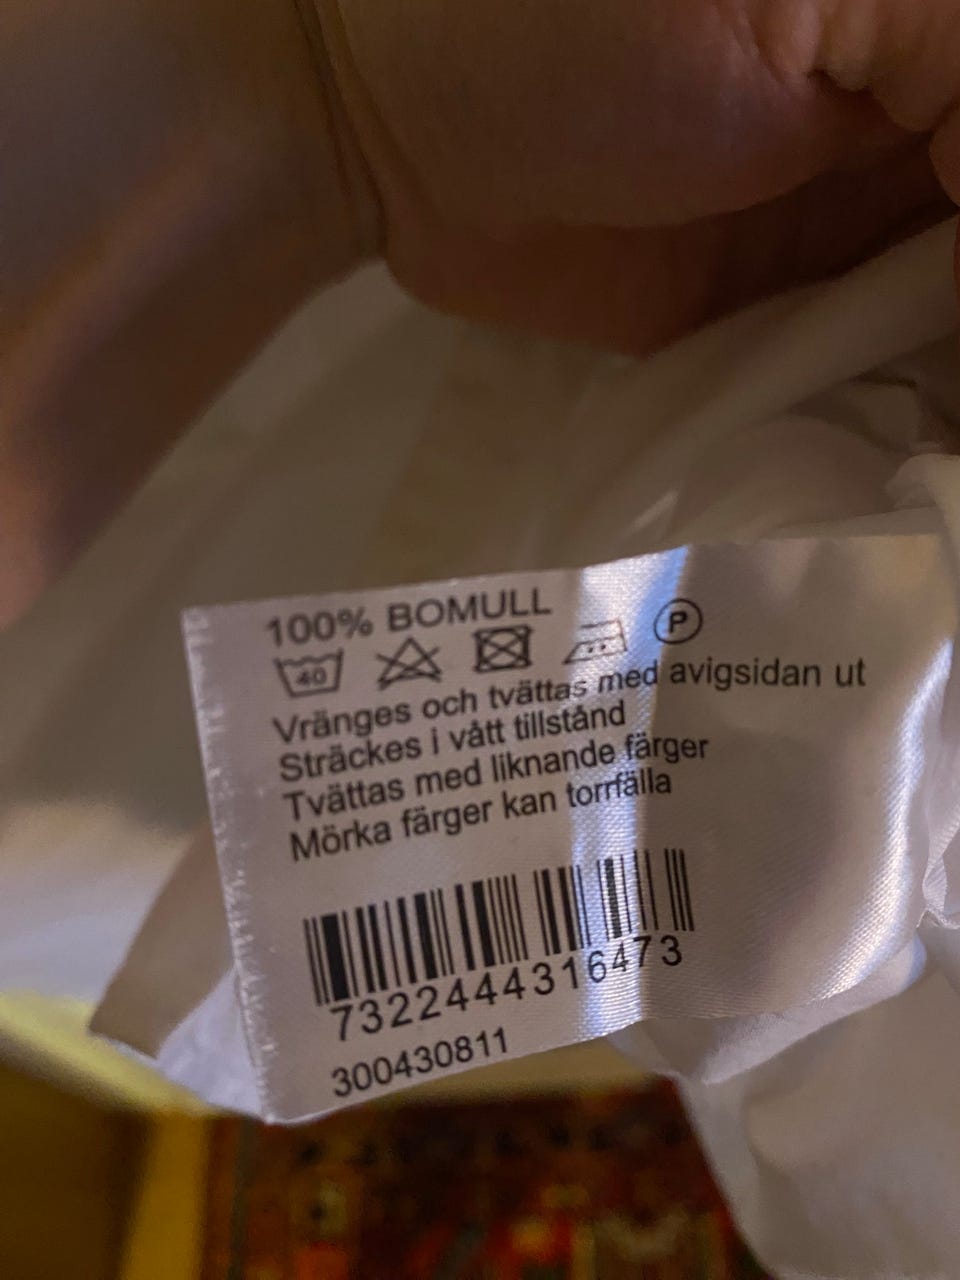 100% BOMULL
40 P
Vränges och tvättas med avigsidan ut
Sträckes i vått tillstånd
Tvättas med liknande färger
Mörka färger kan torrfälla
7322444316473
300430811